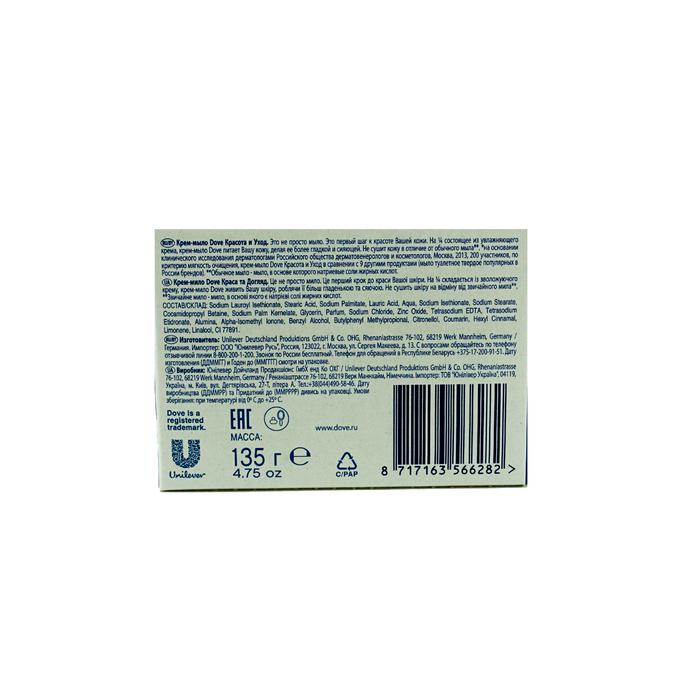 RU/BY Крем-мыло Dove Красота и Уход. Это не просто мыло. Это первый шаг к красоте Вашей кожи. На ¼ состоящее из увлажняющего
крема, крем-мыло Dove питает Вашу кожу, делая ее более гладкой и сияющей. Не сушит кожу в отличие от обычного мыла**. *на основании
клинического исследования дерматологами Российского общества дерматовенерологов и косметологов, Москва, 2013, 200 участников, по
критерию мягкость очищения, крем-мыло Dove Красота и Уход в сравнении с 9 другими продуктами (мыло туалетное твердое популярных в
России брендов). **Обычное мыло - мыло, в основе которого натриевые соли жирных кислот.
UA Крем-мило Dove Краса та Догляд. Це не просто мило. Це перший крок до краси Вашої шкіри. На ¼ складається із зволожуючого
крему, крем-мило Dove живить Вашу шкіру, роблячи її більш гладенькою та сяючою. Не сушить шкіру на відміну від звичайного мила**.
**Звичайне мило - мило, в основі якого є натрієві солі жирних кислот.
СОСТАВ/СКЛАД: Sodium Lauroyl Isethionate, Stearic Acid, Sodium Palmitate, Lauric Acid, Aqua, Sodium Isethionate, Sodium Stearate,
Cocamidopropyl Betaine, Sodium Palm Kernelate, Glycerin, Parfum, Sodium Chloride, Zinc Oxide, Tetrasodium EDTA, Tetrasodium
Etidronate, Alumina, Alpha-Isomethyl Ionone, Benzyl Alcohol, Butylphenyl Methylpropional, Citronellol, Coumarin, Hexyl Cinnamal,
Limonene, Linalool, CI 77891.
RU/BY Изготовитель: Unilever Deutschland Produktions GmbH & Co. OHG, Rhenaniastrasse 76-102, 68219 Werk Mannheim, Germany /
Германия. Импортер: ООО "Юнилевер Русь", Россия, 123022, г. Москва, ул. Сергея Макеева, д. 13. С вопросами обращайтесь по телефону
отзывной линии 8-800-200-1-200. Звонок по России бесплатный. Телефон для обращений в Республике Беларусь +375-17-200-91-51. Дату
изготовления (ДДММГГ) и Годен до (ММГГГГ) смотри на упаковке.
UA Виробник: Юнілевер Дойчланд Продакшіонс ГмбХ енд Ко ОХГ / Unilever Deutschland Produktions GmbH & Co. OHG, Rhenaniastrasse
76-102, 68219 Werk Mannheim, Germany / Ренаніаштрассе 76-102, 68219 Верк Маннхайм, Німеччина. Імпортер: ТОВ "Юнілівер Україна", 04119,
Україна, м. Київ, вул. Дегтярівська, 27-Т, літера А. Тел.:+38(044)490-58-46. Дату
виробництва (ДДММРР) та Придатний до (ММРРРР) дивись на упаковці. Умови
зберігання: при температурі від 0° С до +25° С.
Dove is a
registered
trademark.
Unilever
EAC
МАССА:
135 г ℮
4.75 oz
www.dove.ru
C/PAP
8 717163 566282 >